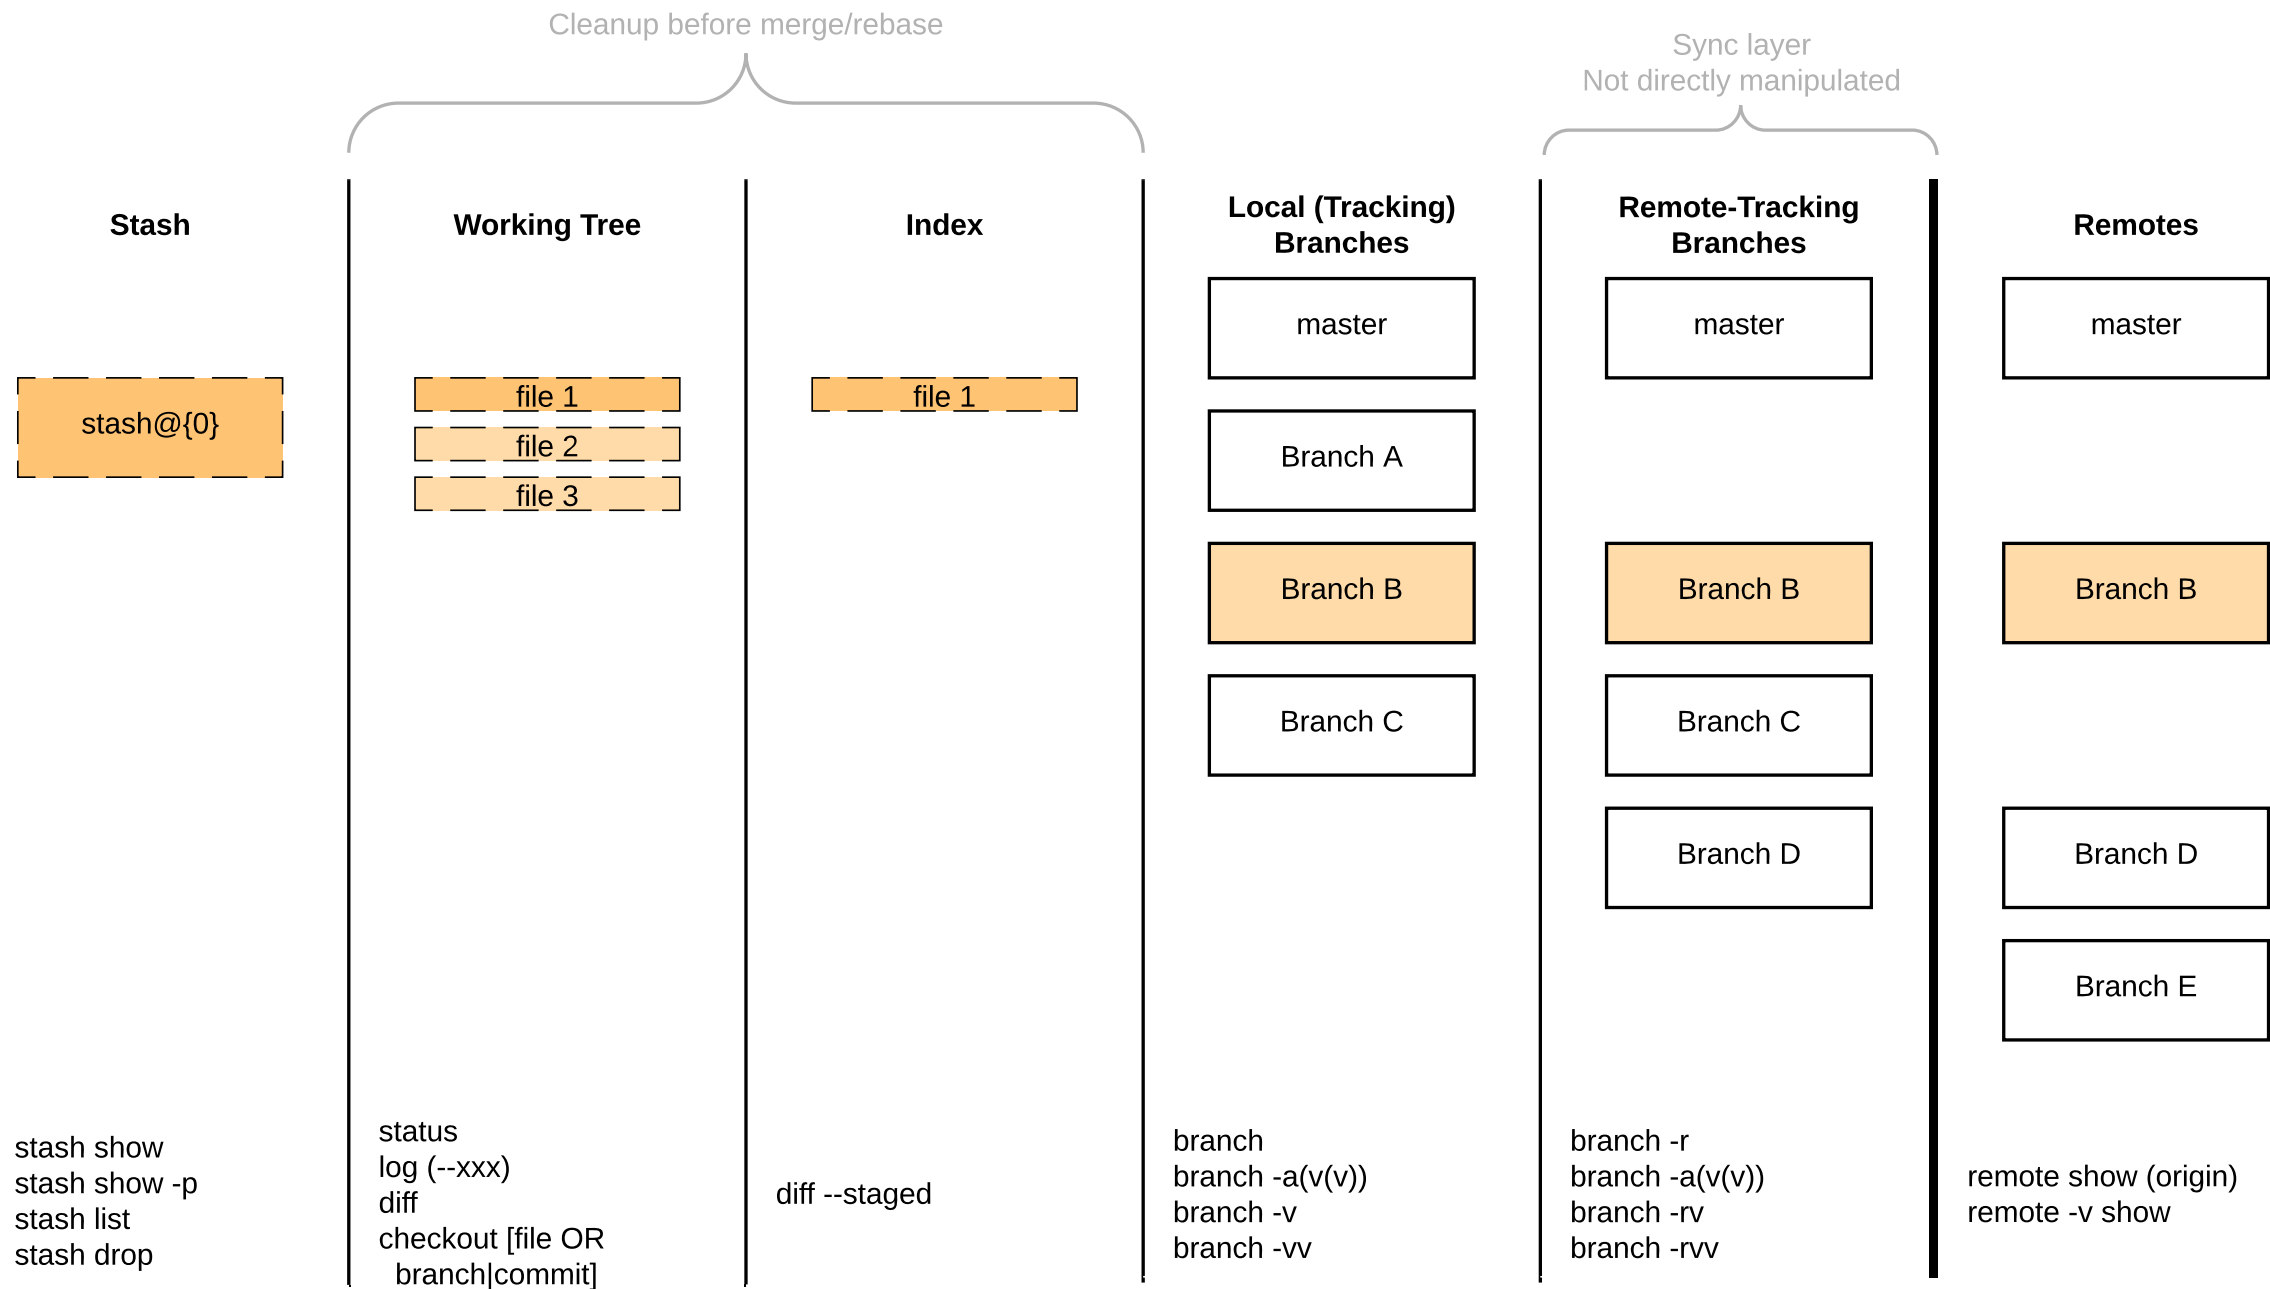 Cleanup before merge/rebase
Sync layer
Not directly manipulated
Stash
Working Tree
Index
Local (Tracking)
Branches
Remote-Tracking
Branches
Remotes
stash@{0}
file 1
file 2
file 3
file 1
master
Branch A
Branch B
Branch C
master
Branch B
Branch C
Branch D
master
Branch B
Branch D
Branch E
stash show
stash show -p
stash list
stash drop
status
log (--xxx)
diff
checkout [file OR
branch|commit]
diff --staged
branch
branch -a(v(v))
branch -v
branch -vv
branch -r
branch -a(v(v))
branch -rv
branch -rvv
remote show (origin)
remote -v show